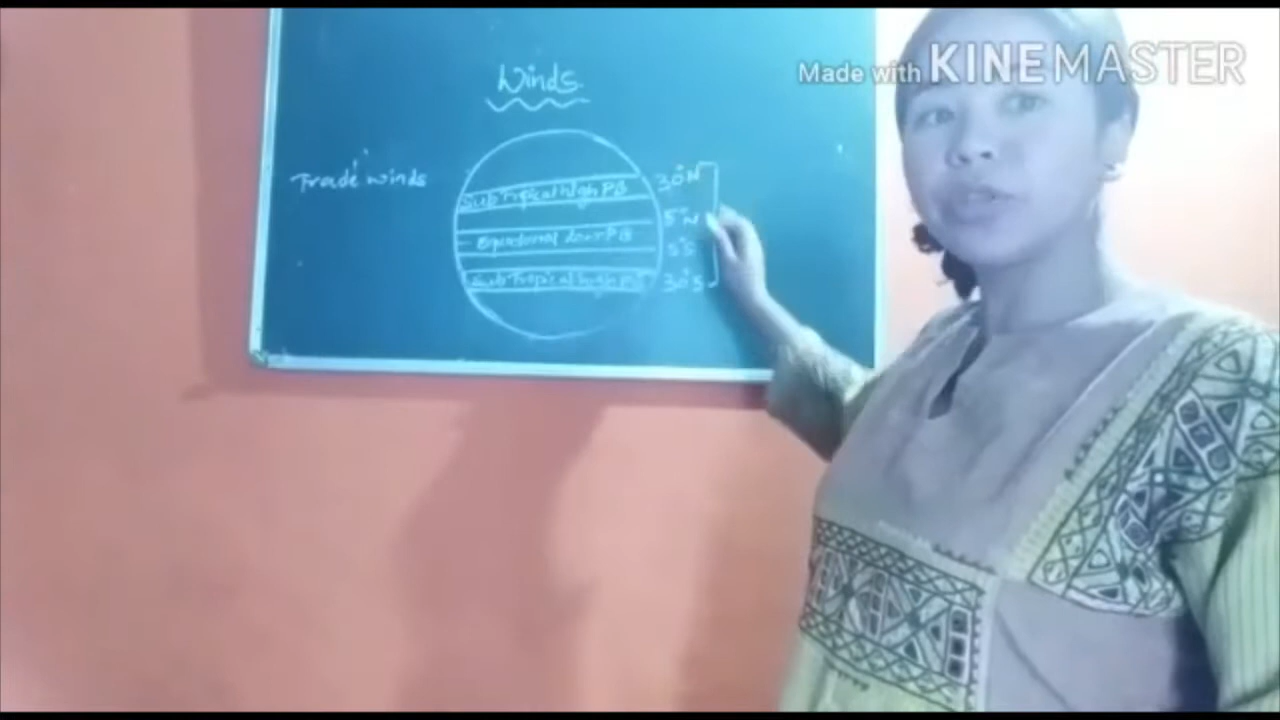 Made with KINEMASTER
Winds
Trade winds
Sub Tropical high PB
30°N
5°N
Equatorial Low PB
5°S
Sub Tropical high PB
30°S